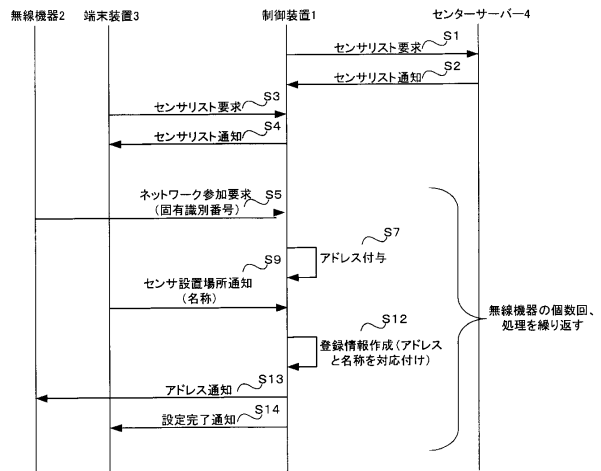 無線機器2
端末装置3
制御装置1
センターサーバー4
センサリスト要求 S1
センサリスト通知 S2
センサリスト要求 S3
センサリスト通知 S4
ネットワーク参加要求 S5
(固有識別番号)
S7
アドレス付与
S9
センサ設置場所通知
(名称)
S12
登録情報作成(アドレス
と名称を対応付け)
無線機器の個数回、
処理を繰り返す
アドレス通知 S13
設定完了通知 S14